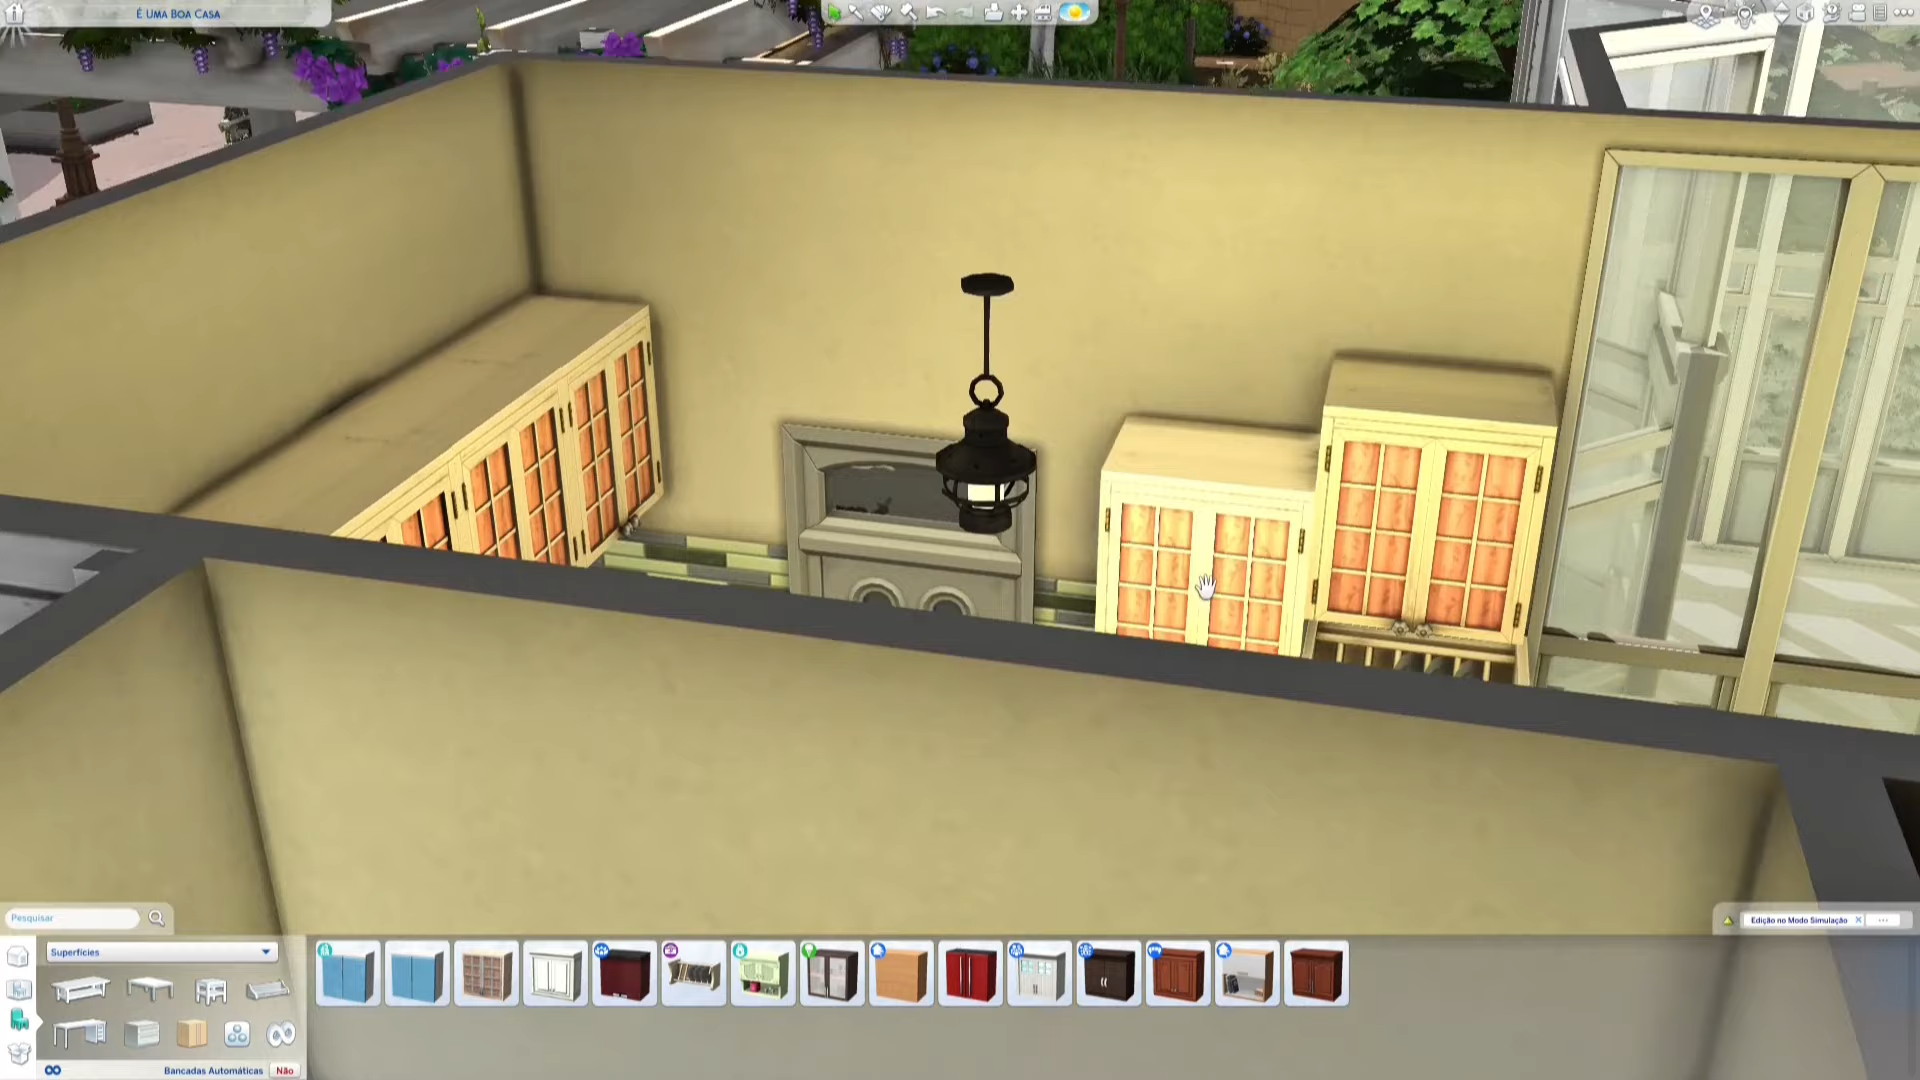 É UMA BOA CASA
Pesquisar
Edição no Modo Simulação
Superfícies
Bancadas Automáticas
Não